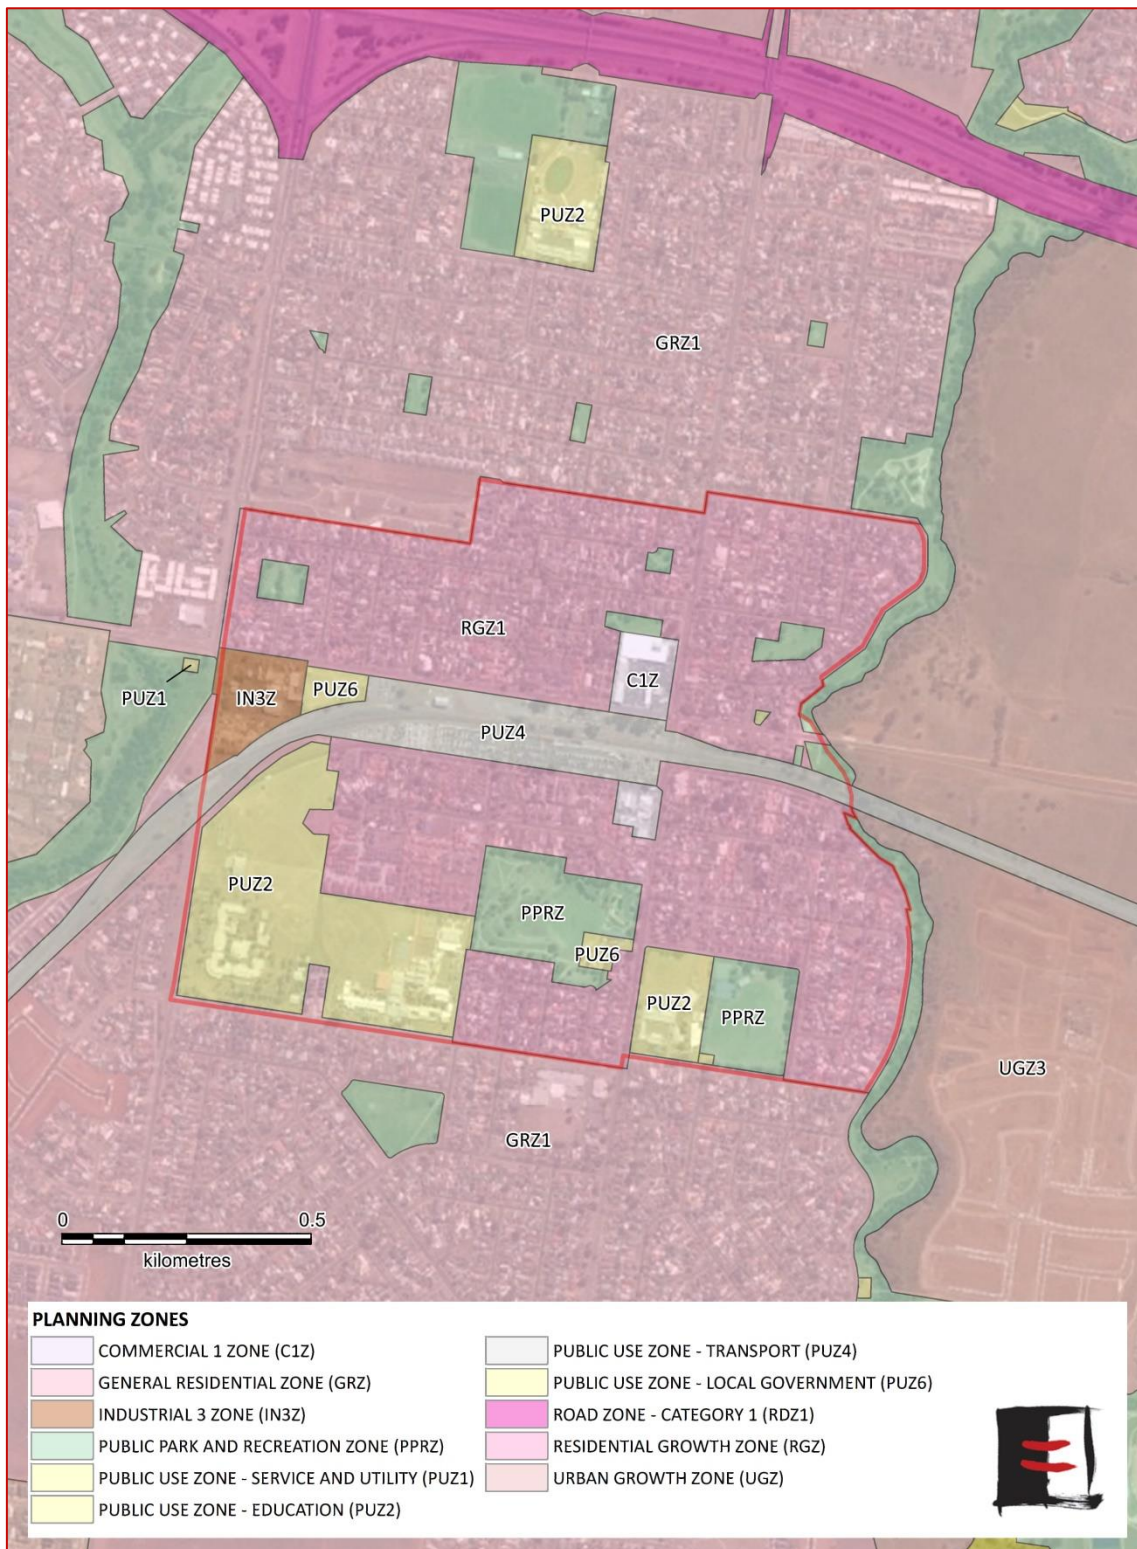 PUZ2
GRZ1
RGZ1
C1Z
PUZ1
IN3Z
PUZ6
PUZ4
PUZ2
PPRZ
PUZ6
PUZ2
PPRZ
UGZ3
GRZ1
0 0.5
kilometres
PLANNING ZONES
COMMERCIAL 1 ZONE (C1Z)
GENERAL RESIDENTIAL ZONE (GRZ)
INDUSTRIAL 3 ZONE (IN3Z)
PUBLIC PARK AND RECREATION ZONE (PPRZ)
PUBLIC USE ZONE - SERVICE AND UTILITY (PUZ1)
PUBLIC USE ZONE - EDUCATION (PUZ2)
PUBLIC USE ZONE - TRANSPORT (PUZ4)
PUBLIC USE ZONE - LOCAL GOVERNMENT (PUZ6)
ROAD ZONE - CATEGORY 1 (RDZ1)
RESIDENTIAL GROWTH ZONE (RGZ)
URBAN GROWTH ZONE (UGZ)